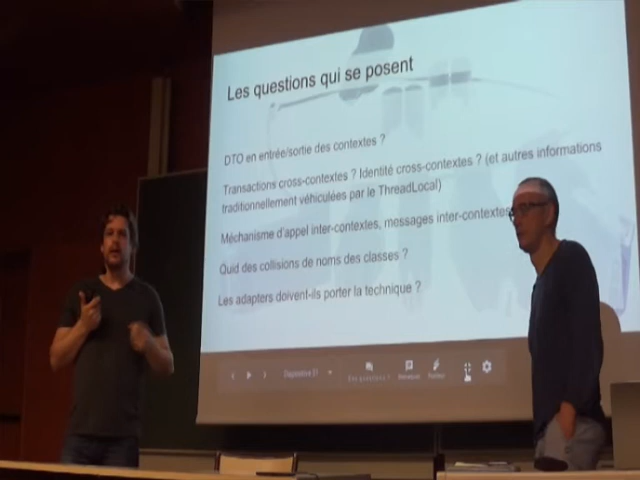 Les questions qui se posent
DTO en entrée/sortie des contextes ?
Transactions cross-contextes ? Identité cross-contextes ? (et autres informations
traditionnellement véhiculées par le ThreadLocal)
Méchanisme d'appel inter-contextes, messages inter-contextes
Quid des collisions de noms des classes ?
Les adapters doivent-ils porter la technique ?
Diapositive